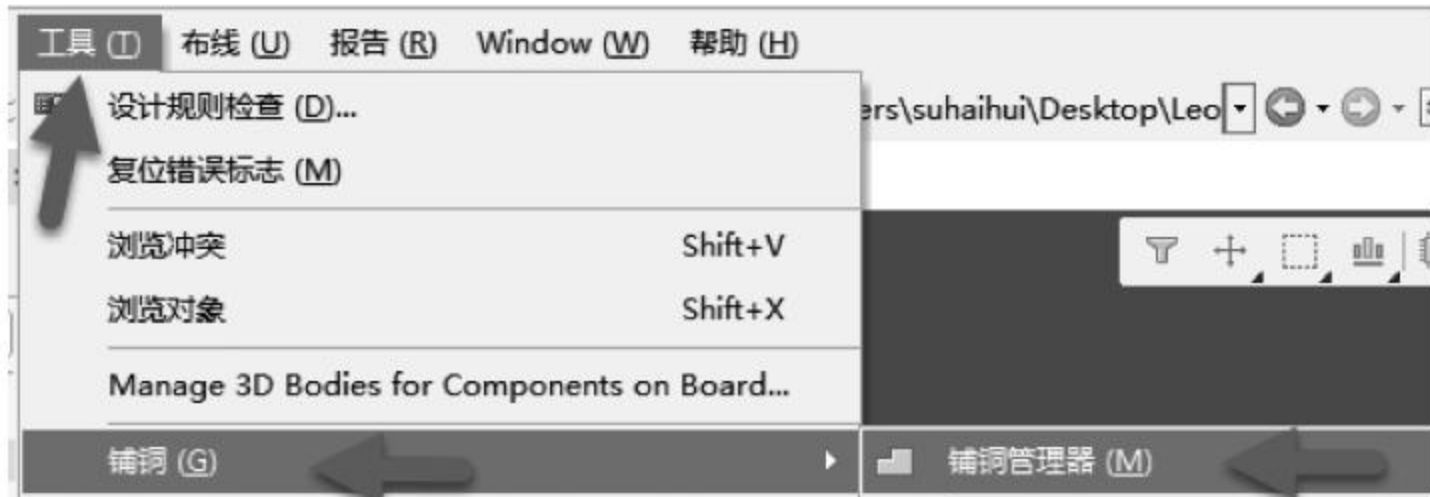 工具 (T) 布线 (U) 报告 (R) Window (W) 帮助 (H)
设计规则检查 (D)...
ers\suhaihui\Desktop\Leo
复位错误标志 (M)
浏览冲突 Shift+V
浏览对象 Shift+X
Manage 3D Bodies for Components on Board...
铺铜 (G)
铺铜管理器 (M)